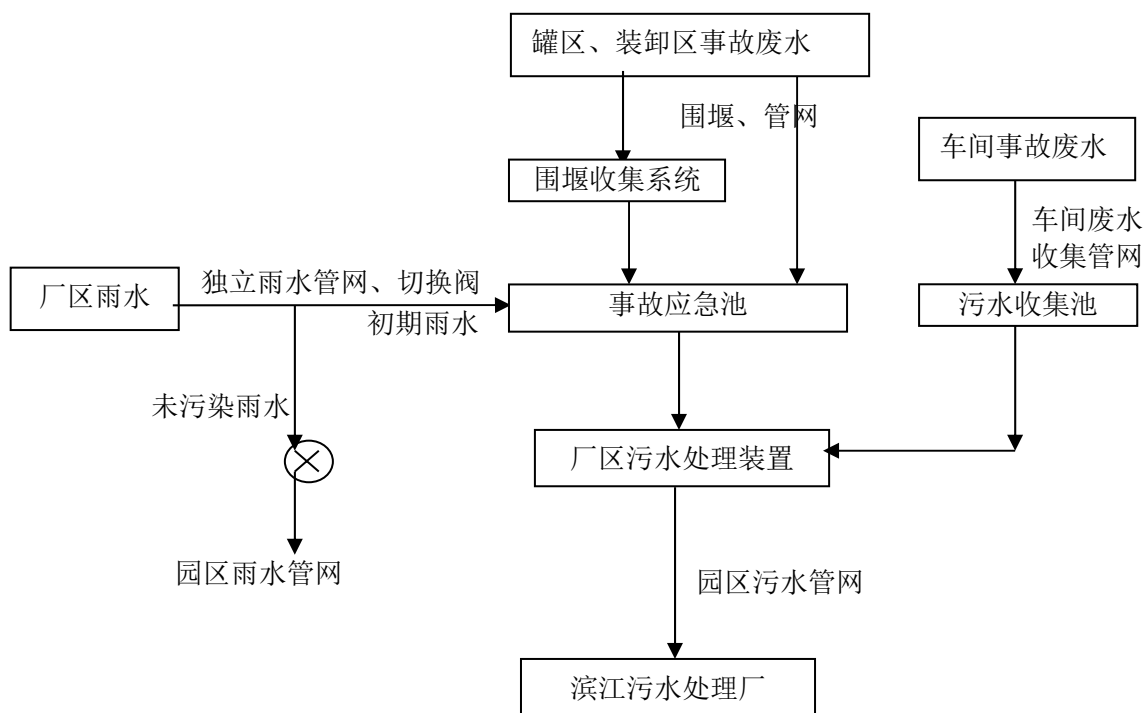 罐区、装卸区事故废水
围堰、管网
车间事故废水
围堰收集系统
车间废水
收集管网
独立雨水管网、切换阀
厂区雨水
事故应急池
污水收集池
初期雨水
未污染雨水
厂区污水处理装置
园区雨水管网
园区污水管网
滨江污水处理厂